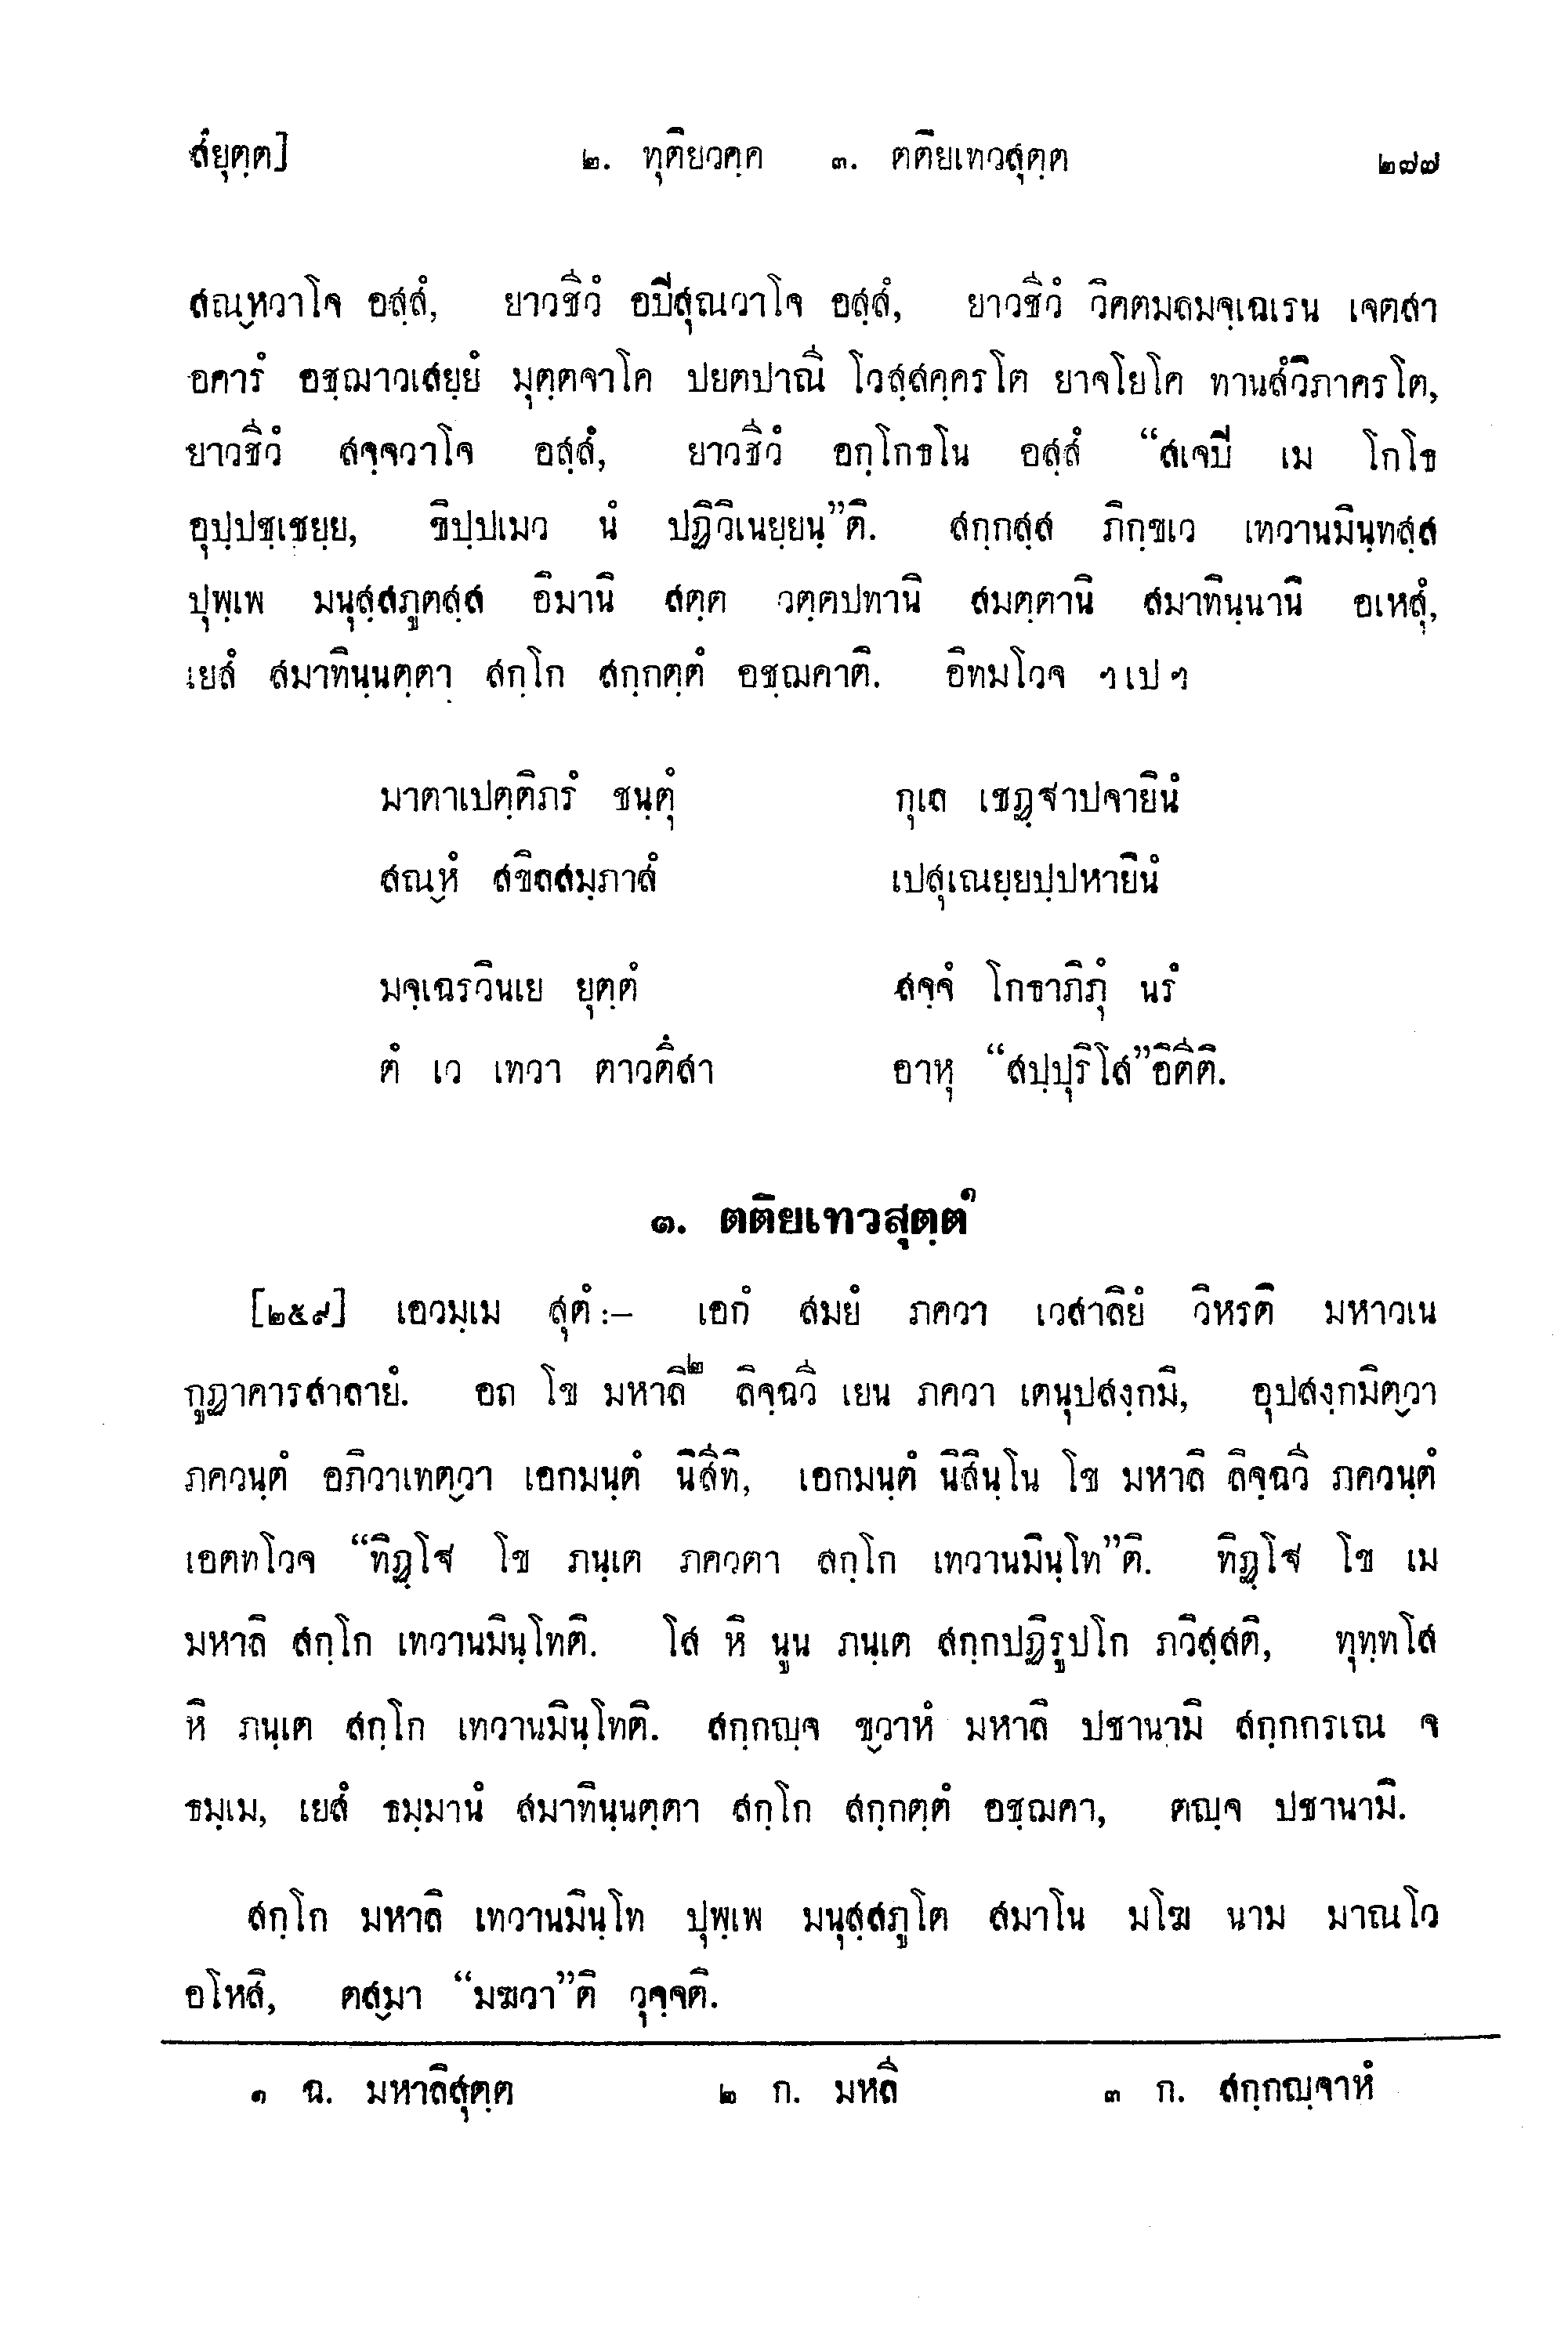 สํยุตฺต]	๒. ทุติยวคฺค ๓. ตติยเทวสุตฺต	๒๗๗
สณฺหวาโจ อสฺสํ, ยาวชีวํ อปิสุณวาโจ อสฺสํ, ยาวชีวํ วิคตมลมจฺเฉเรน เจตสา
อคารํ อชฺฌาวเสยฺยํ มุตฺตจาโค ปยตปาณี โวสฺสคฺครโต ยาจโยโค ทานสํวิภาครโต,
ยาวชีวํ สจฺจวาโจ อสฺสํ, ยาวชีวํ อกฺโกธโน อสฺสํ “สเจปิ เม โกโธ
อุปฺปชฺเชยฺย, ขิปฺปเมว นํ ปฏิวิเนยฺยนฺ”ติ. สกฺกสฺส ภิกฺขเว เทวานมินฺทสฺส
ปุพฺเพ มนุสฺสภูตสฺส อิมานิ สตฺต วตฺตปทานิ สมตฺตานิ สมาทินฺนานิ อเหสุํ,
เยสํ สมาทินฺนตฺตา สกฺโก สกฺกตฺตํ อชฺฌคาติ. อิทมโวจ ฯเปฯ
มาตาเปตฺติภรํ ชนฺตุํ	กุเล เชฏฺฐาปจายินํ
สณฺหํ สขิลสมฺภาสํ	เปสุเณยฺยปฺปหายินํ
มจฺเฉรวินเย ยุตฺตํ	สจฺจํ โกธาภิภุํ นรํ
ตํ เว เทวา ตาวตึสา	อาหุ “สปฺปุริโส”อิตีติ.
๓. ตติยเทวสุตฺตํ๑
[๒๕๙] เอวมฺเม สุตํ:– เอกํ สมยํ ภควา เวสาลิยํ วิหรติ มหาวเน
กูฏาคารสาลายํ. อถ โข มหาลิ๒ ลิจฺฉวี เยน ภควา เตนุปสงฺกมิ, อุปสงฺกมิตฺวา
ภควนฺตํ อภิวาเทตฺวา เอกมนฺตํ นิสีทิ, เอกมนฺตํ นิสินฺโน โข มหาลิ ลิจฺฉวี ภควนฺตํ
เอตทโวจ “ทิฏฺโฐ โข ภนฺเต ภควตา สกฺโก เทวานมินฺโท”ติ. ทิฏฺโฐ โข เม
มหาลิ สกฺโก เทวานมินฺโทติ. โส หิ นูน ภนฺเต สกฺกปฏิรูปโก ภวิสฺสติ, ทุทฺทโส
หิ ภนฺเต สกฺโก เทวานมินฺโทติ. สกฺกญฺจ ขฺวาหํ มหาลิ ปชานามิ สกฺกกรเณ จ
ธมฺเม, เยสํ ธมฺมานํ สมาทินฺนตฺตา สกฺโก สกฺกตฺตํ อชฺฌคา, ตญฺจ ปชานามิ.
สกฺโก มหาลิ เทวานมินฺโท ปุพฺเพ มนุสฺสภูโต สมาโน มโฆ นาม มาณโว
อโหสิ, ตสฺมา “มฆวา”ติ วุจฺจติ.
๑ ฉ. มหาลิสุตฺต	๒ ก. มหลี	๓ ก. สกฺกญฺจาหํ